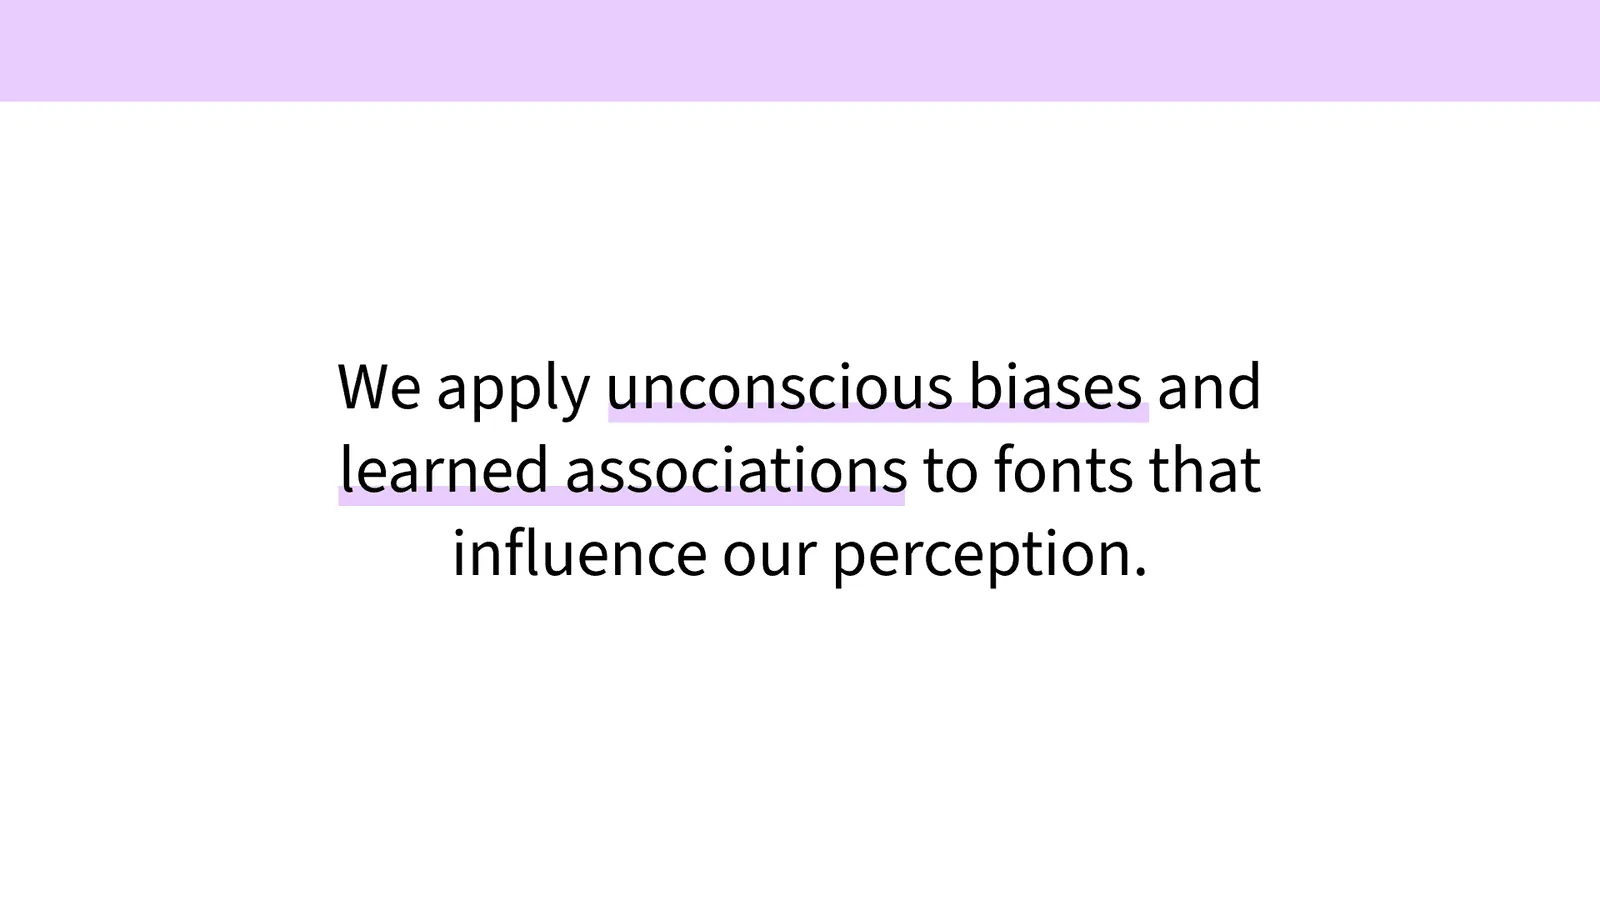 We apply unconscious biases and
learned associations to fonts that
influence our perception.